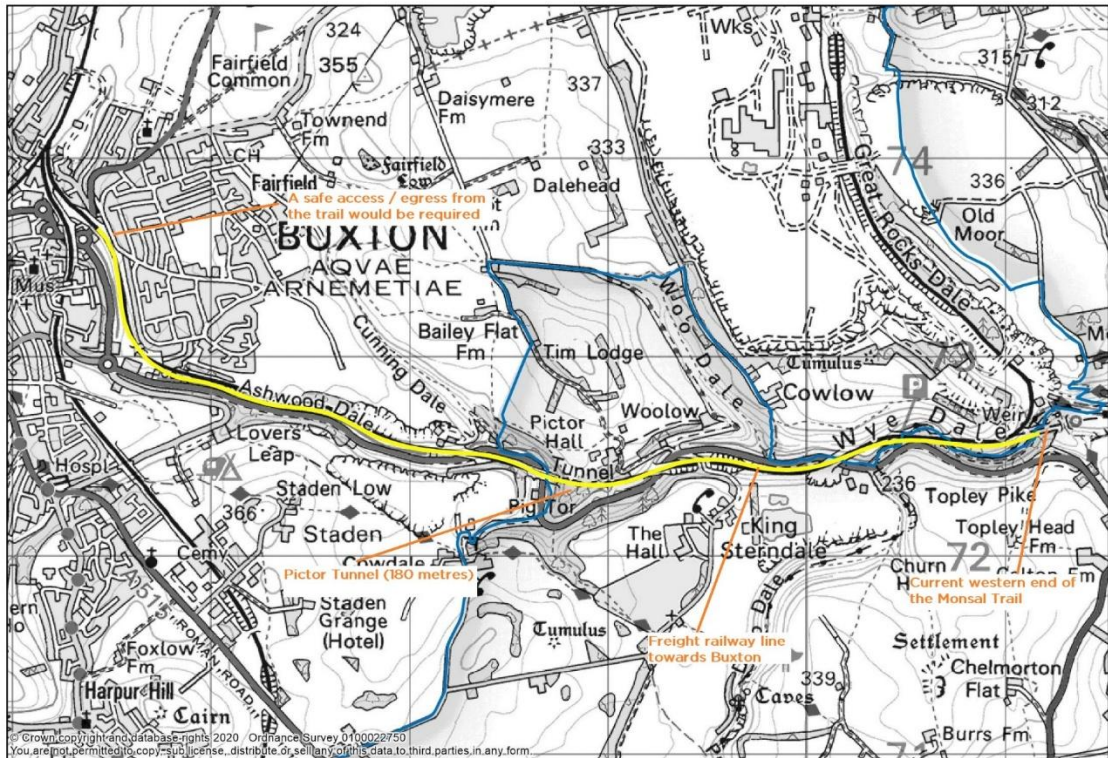 324
Fairfield
Common
355
Townend
Fm
Daisymere
Fm
337
Wks
315
312
CH
Fairfield
Fairfield
Low
333
Dalehead
74
336
Old
Moor
Great Rocks Dale
A safe access / egress from
the trail would be required
BUXTON
AQVAE
ARNEMETIAE
Mus
Cunning Dale
Bailey Flat
Fm
Tim Lodge
Woo Dale
Tumulus
Cowlow
P
Weir
Wye Da
Ashwood Dale
Woolow
Pictor
Hall
Tunnel
Lovers'
Leap
Hospl
Staden Low
366
Staden
Pig Tor
236
Topley Pike
The
Hall
King
Sterndale
Topley Head
Fm
72
Churn
H
Cemy
Cowdale
Pictor Tunnel (180 metres)
Current western end of
the Monsal Trail
A515
ROMAN ROAD
Staden
Grange
(Hotel)
Tumulus
Dale
Freight railway line
towards Buxton
Settlement
Foxlow
Fm
Chelmorton
Flat
Harpur Hill
Cairn
Caves
339
Burrs Fm
71
© Crown copyright and database rights 2020 Ordnance Survey 0100022750
You are not permitted to copy, sub license, distribute or sell any of this data to third parties in any form.